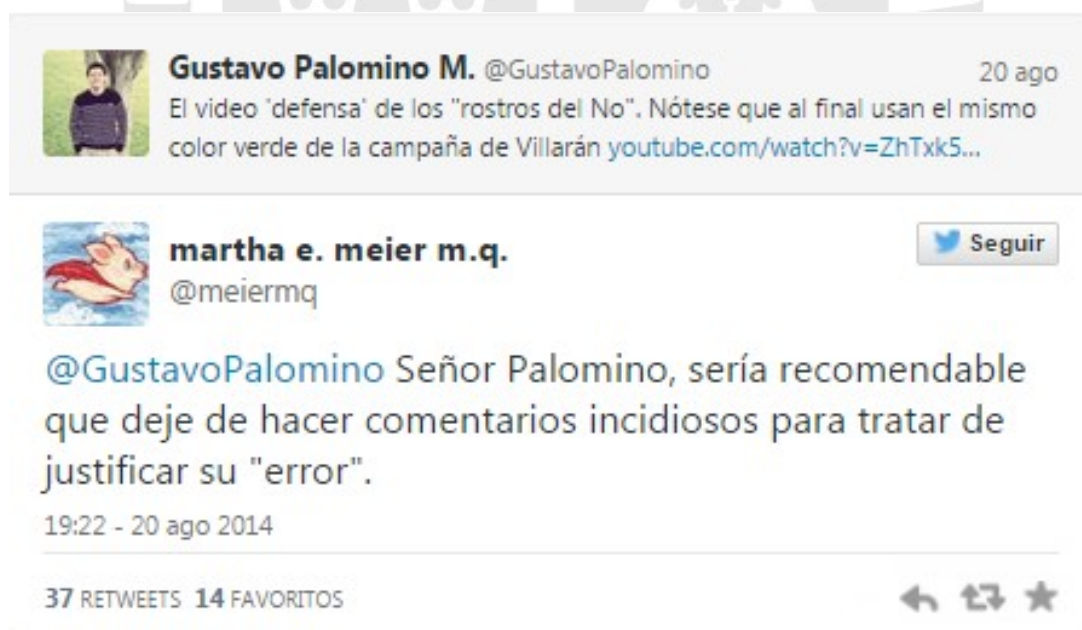 Gustavo Palomino M. @GustavoPalomino 20 ago
El video 'defensa' de los "rostros del No". Nótese que al final usan el mismo
color verde de la campaña de Villarán youtube.com/watch?v=ZhTxk5...
martha e. meier m.q. Seguir
@meiermq
@GustavoPalomino Señor Palomino, sería recomendable
que deje de hacer comentarios incidiosos para tratar de
justificar su "error".
19:22 - 20 ago 2014
37 RETWEETS 14 FAVORITOS